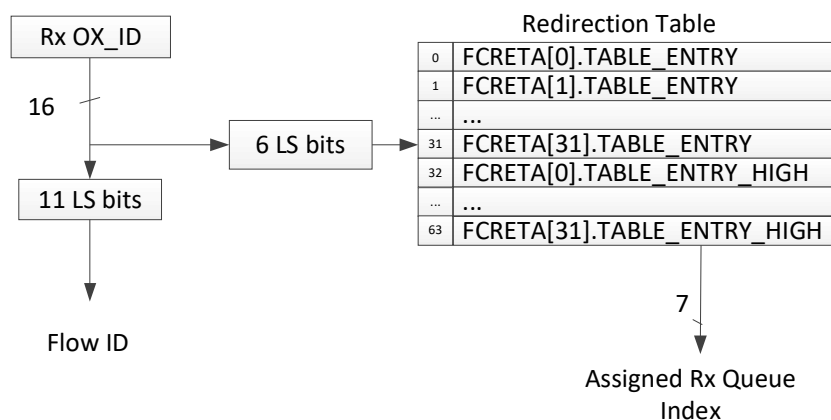 Redirection Table
Rx OX_ID
0 FCRETA[0].TABLE_ENTRY
1 FCRETA[1].TABLE_ENTRY
16
... ...
6 LS bits
31 FCRETA[31].TABLE_ENTRY
32 FCRETA[0].TABLE_ENTRY_HIGH
11 LS bits
... ...
63 FCRETA[31].TABLE_ENTRY_HIGH
7
Flow ID
Assigned Rx Queue
Index